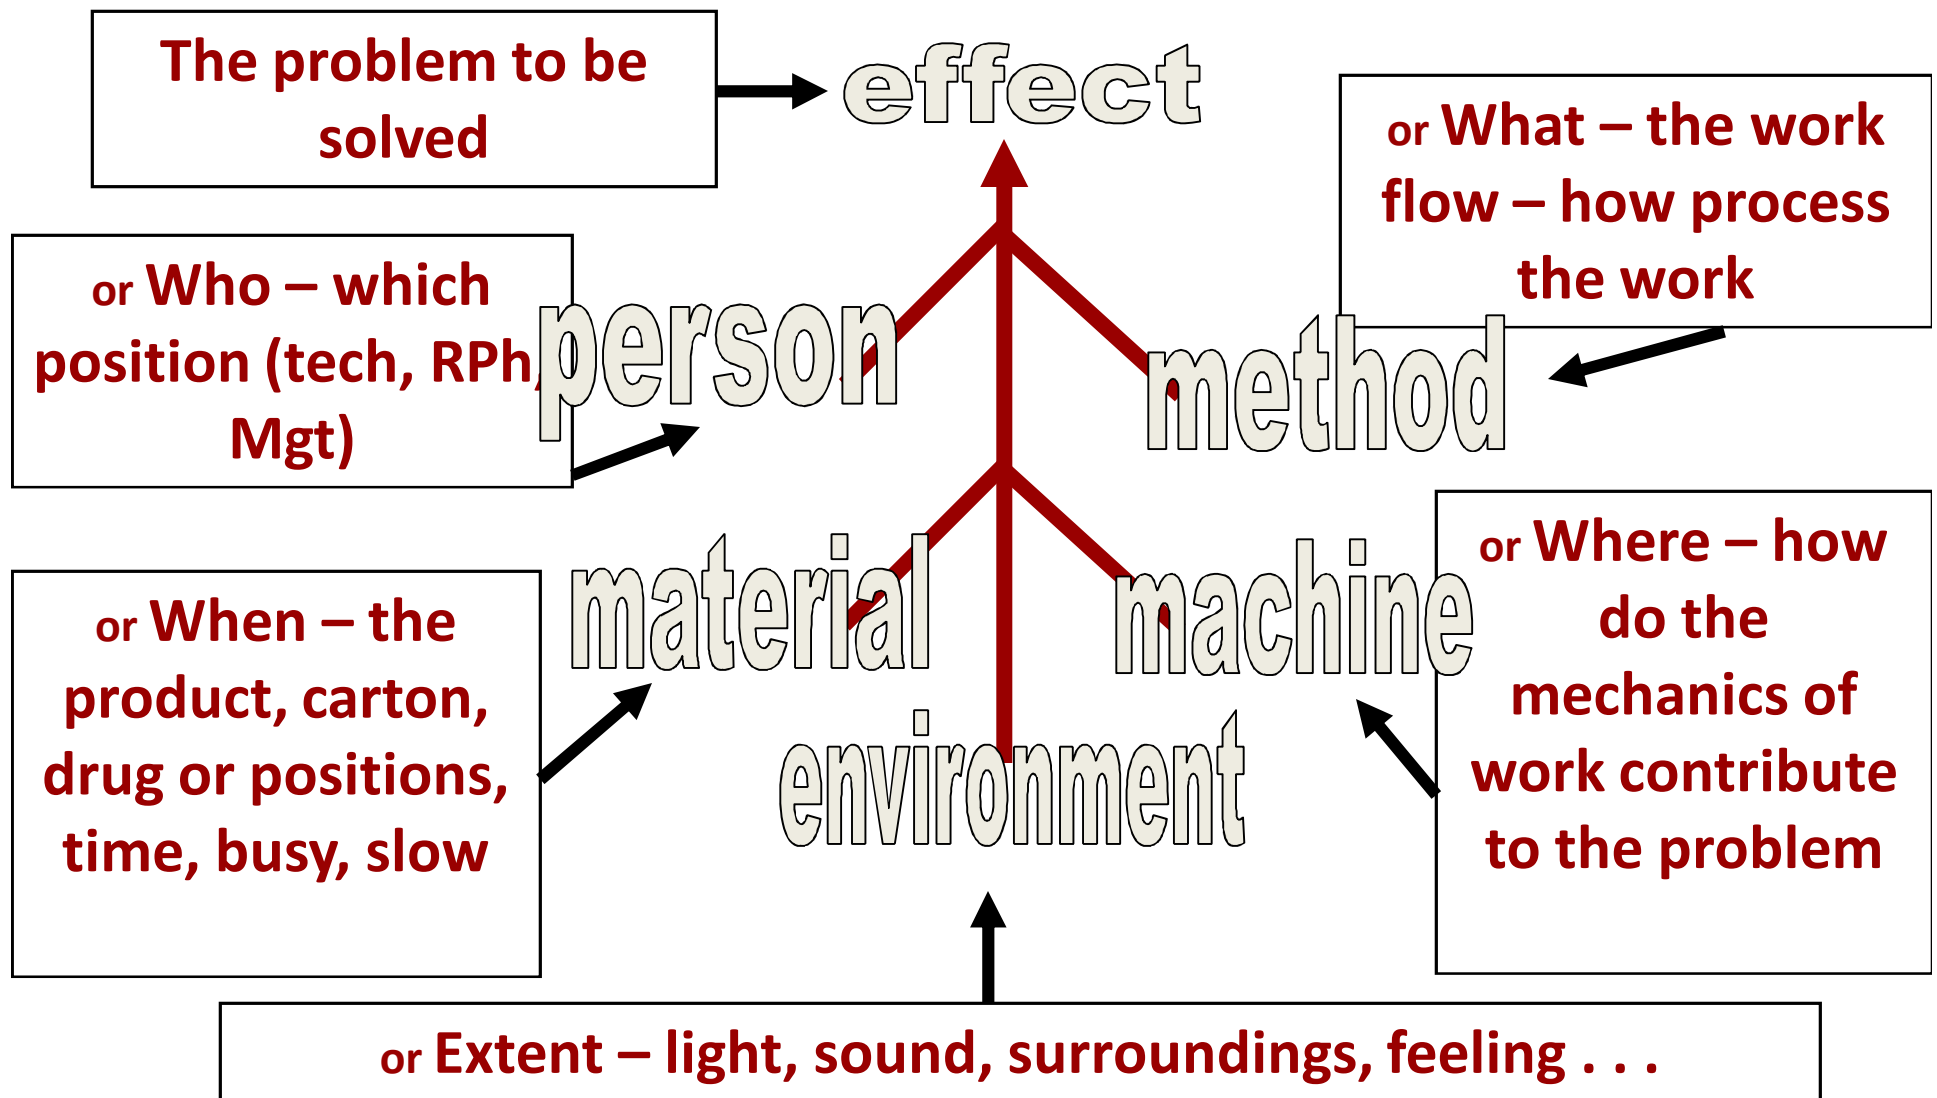 The problem to be
solved
effect
or What – the work
flow – how process
the work
or Who – which
position (tech, RPh,
Mgt)
person
method
material
machine
or When – the
product, carton,
drug or positions,
time, busy, slow
or Where – how
do the
mechanics of
work contribute
to the problem
environment
or Extent – light, sound, surroundings, feeling . . .